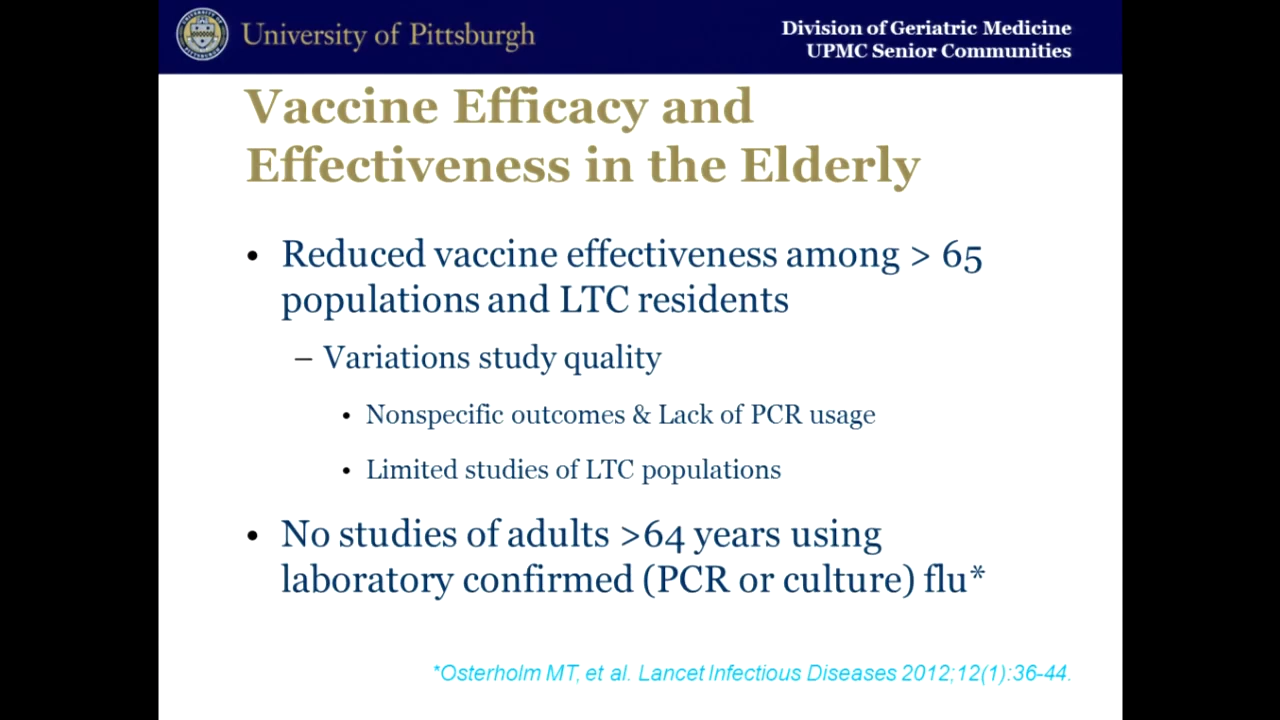 University of Pittsburgh
Division of Geriatric Medicine
UPMC Senior Communities
Vaccine Efficacy and
Effectiveness in the Elderly
• Reduced vaccine effectiveness among > 65
populations and LTC residents
– Variations study quality
• Nonspecific outcomes & Lack of PCR usage
• Limited studies of LTC populations
• No studies of adults >64 years using
laboratory confirmed (PCR or culture) flu*
*Osterholm MT, et al. Lancet Infectious Diseases 2012;12(1):36-44.